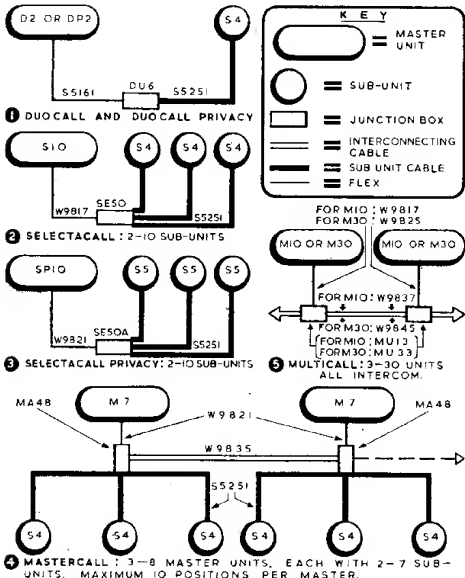 D2 OR DP2
S4
S5161
DU6
S5251
1 DUOCALL AND DUOCALL PRIVACY
KEY
= MASTER UNIT
= SUB-UNIT
= JUNCTION BOX
= INTERCONNECTING CABLE
= SUB UNIT CABLE
= FLEX
S10
S4 S4 S4
W9817
SE50
S5251
2 SELECTACALL: 2-10 SUB-UNITS
SP10
S5 S5 S5
W9821
SE50A
S5251
3 SELECTACALL PRIVACY: 2-10 SUB-UNITS
FOR M10: W9817
FOR M30: W9825
M10 OR M30
M10 OR M30
FOR M10: W9837
FOR M30: W9845
FOR M10: MU13
FOR M30: MU33
5 MULTICALL: 3-30 UNITS
ALL INTERCOM.
M7
M7
MA48
W9821
MA48
W9835
S5251
S4 S4 S4 S4 S4 S4
4 MASTERCALL: 3-8 MASTER UNITS, EACH WITH 2-7 SUB-
UNITS. MAXIMUM 10 POSITIONS PER MASTER.